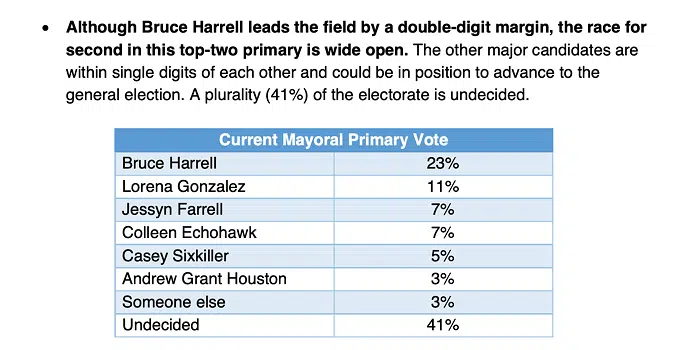 • Although Bruce Harrell leads the field by a double-digit margin, the race for
second in this top-two primary is wide open. The other major candidates are
within single digits of each other and could be in position to advance to the
general election. A plurality (41%) of the electorate is undecided.
Current Mayoral Primary Vote
Bruce Harrell 23%
Lorena Gonzalez 11%
Jessyn Farrell 7%
Colleen Echohawk 7%
Casey Sixkiller 5%
Andrew Grant Houston 3%
Someone else 3%
Undecided 41%